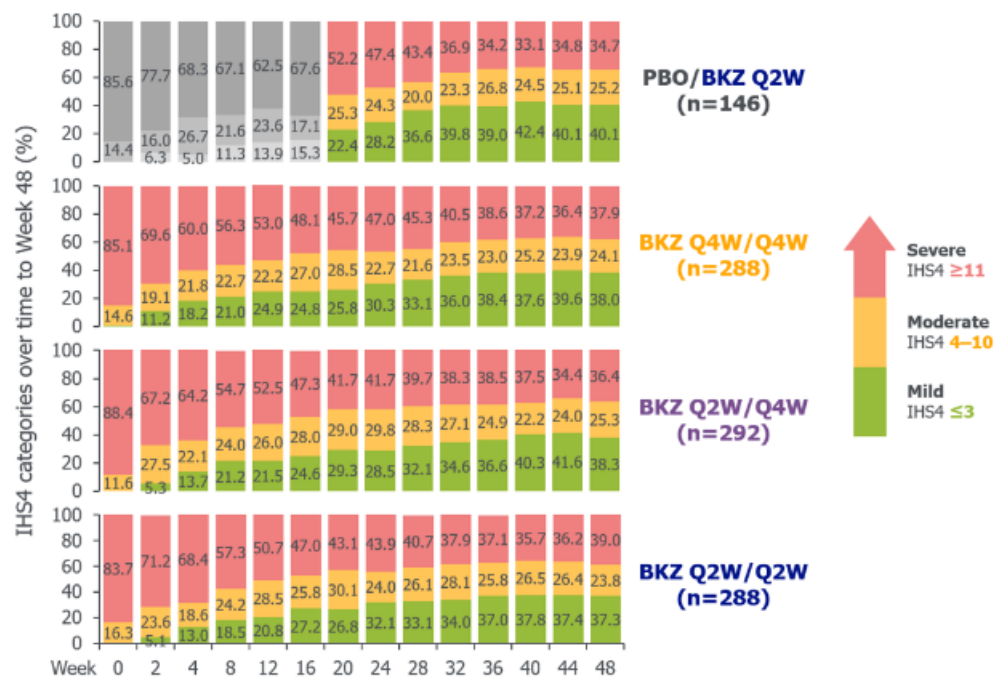 IHS4 categories over time to Week 48 (%)
100
80
60
40
20
0
85.6 77.7 68.3 67.1 62.5 67.6 52.2 47.4 43.4 36.9 34.2 33.1 34.8 34.7
14.4 16.0 26.7 21.6 23.6 17.1 25.3 24.3 20.0 23.3 26.8 24.5 25.1 25.2
6.3 5.0 11.3 13.9 15.3 22.4 28.2 36.6 39.8 39.0 42.4 40.1 40.1
PBO/BKZ Q2W
(n=146)
100
80
60
40
20
0
85.1 69.6 60.0 56.3 53.0 48.1 45.7 47.0 45.3 40.5 38.6 37.2 36.4 37.9
14.6 19.1 21.8 22.7 22.2 27.0 28.5 22.7 21.6 23.5 23.0 25.2 23.9 24.1
11.2 18.2 21.0 24.9 24.8 25.8 30.3 33.1 36.0 38.4 37.6 39.6 38.0
BKZ Q4W/Q4W
(n=288)
100
80
60
40
20
0
88.4 67.2 64.2 54.7 52.5 47.3 41.7 41.7 39.7 38.3 38.5 37.5 34.4 36.4
11.6 27.5 22.1 24.0 26.0 28.0 29.0 29.8 28.3 27.1 24.9 22.2 24.0 25.3
5.3 13.7 21.2 21.5 24.6 29.3 28.5 32.1 34.6 36.6 40.3 41.6 38.3
BKZ Q2W/Q4W
(n=292)
100
80
60
40
20
0
83.7 71.2 68.4 57.3 50.7 47.0 43.1 43.9 40.7 37.9 37.1 35.7 36.2 39.0
16.3 23.6 18.6 24.2 28.5 25.8 30.1 24.0 26.1 28.1 25.8 26.5 26.4 23.8
5.1 13.0 18.5 20.8 27.2 26.8 32.1 33.1 34.0 37.0 37.8 37.4 37.3
BKZ Q2W/Q2W
(n=288)
Week 0 2 4 8 12 16 20 24 28 32 36 40 44 48
Severe
IHS4 ≥11
Moderate
IHS4 4–10
Mild
IHS4 ≤3